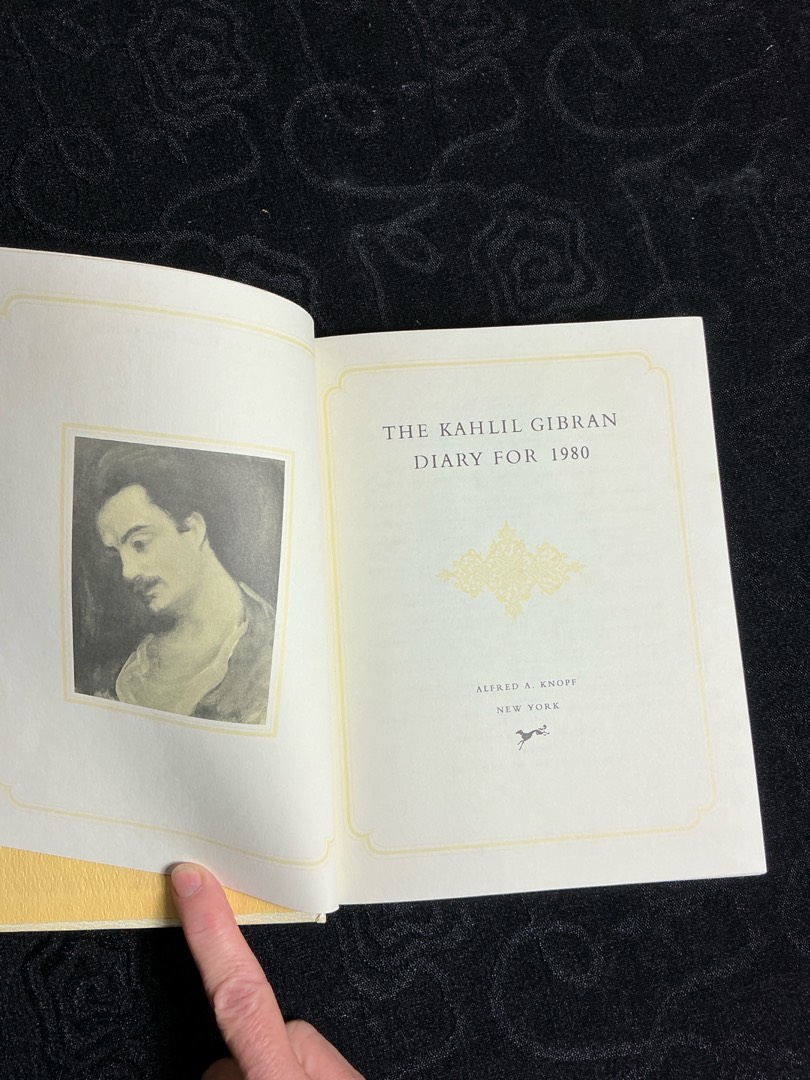 THE KAHLIL GIBRAN
DIARY FOR 1980
ALFRED A. KNOPF
NEW YORK